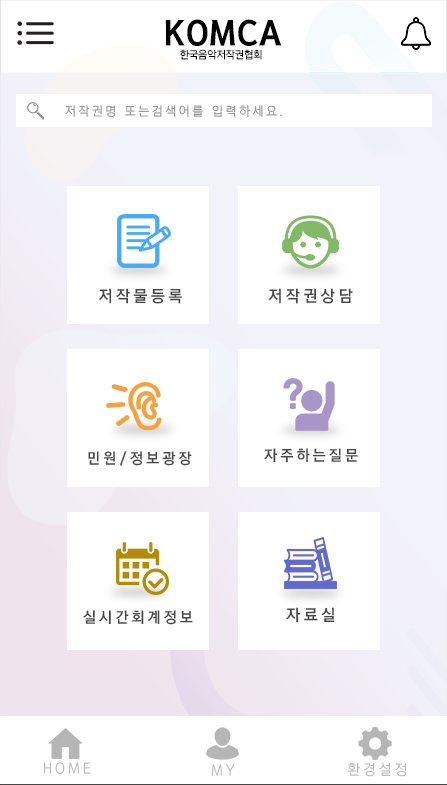 KOMCA
한국음악저작권협회
저작권명 또는검색어를 입력하세요.
저작물등록
저작권상담
민원/정보광장
자주하는질문
실시간회계정보
자료실
HOME
MY
환경설정